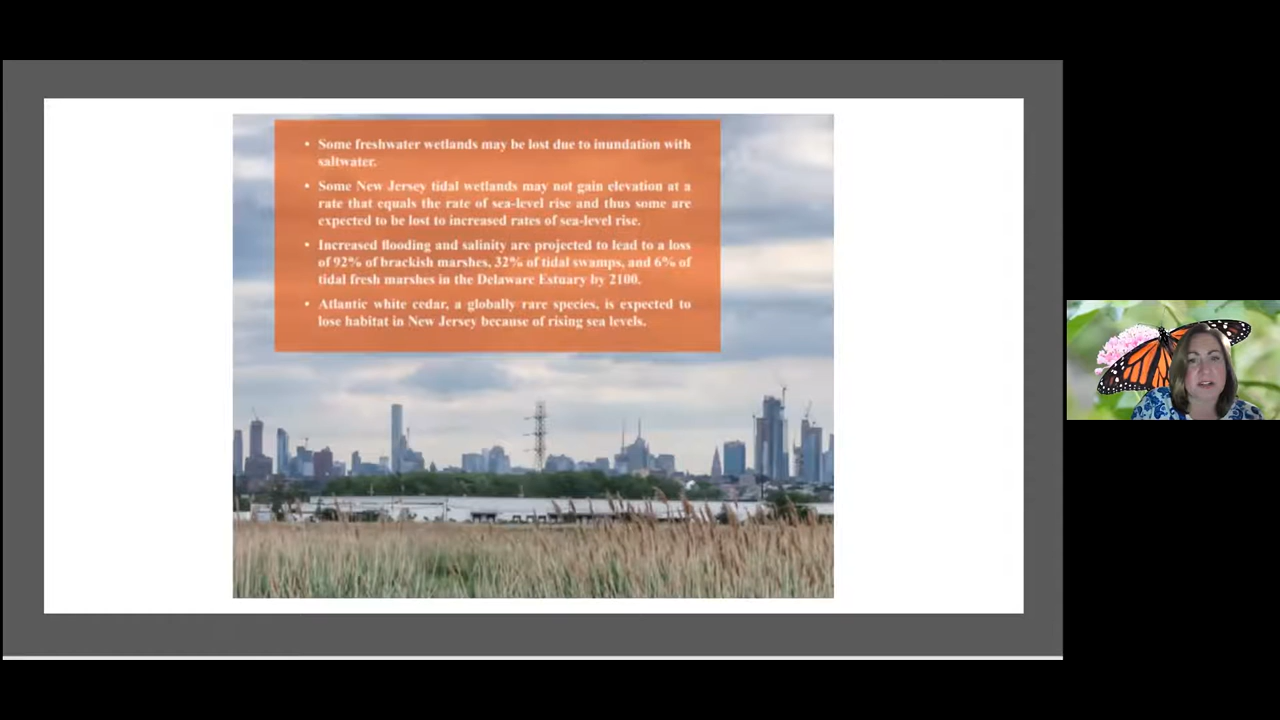 • Some freshwater wetlands may be lost due to inundation with
saltwater.
• Some New Jersey tidal wetlands may not gain elevation at a
rate that equals the rate of sea-level rise and thus some are
expected to be lost to increased rates of sea-level rise.
• Increased flooding and salinity are projected to lead to a loss
of 92% of brackish marshes, 32% of tidal swamps, and 6% of
tidal fresh marshes in the Delaware Estuary by 2100.
• Atlantic white cedar, a globally rare species, is expected to
lose habitat in New Jersey because of rising sea levels.